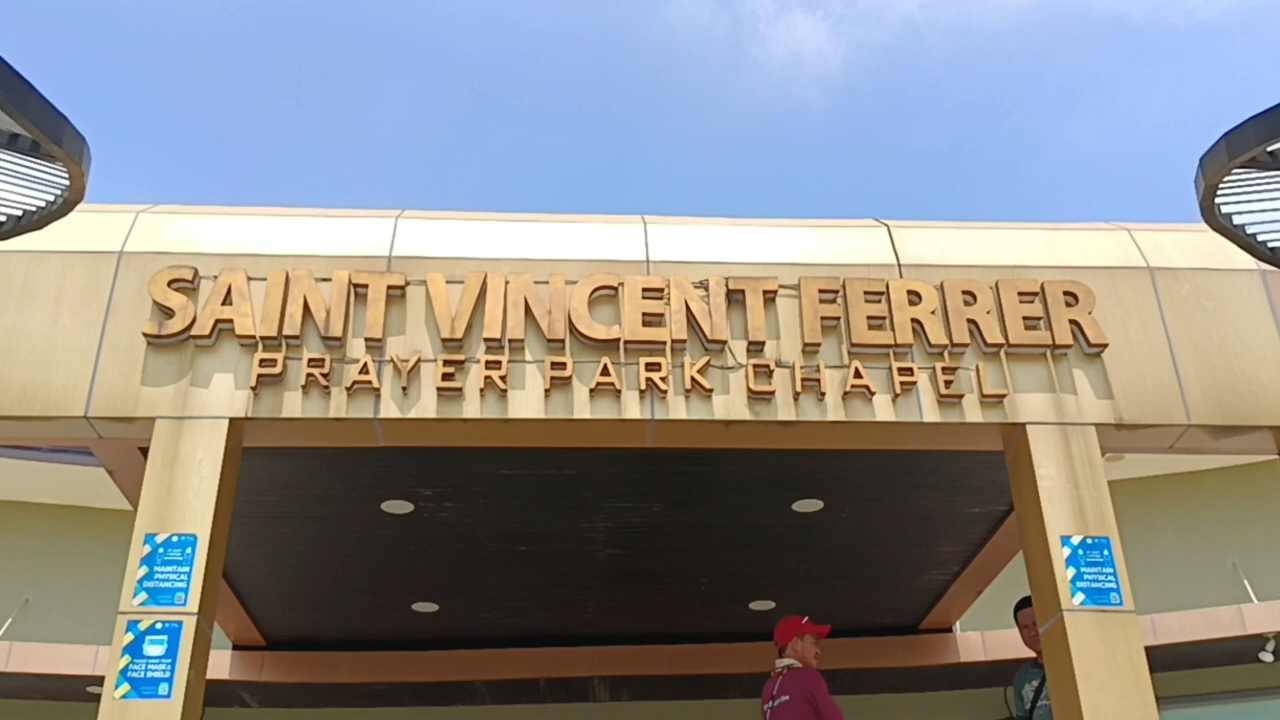 SAINT VINCENT FERRER
PRAYER PARK CHAPEL
MAINTAIN
PHYSICAL
DISTANCING
FACE MASK &
FACE SHIELD
MAINTAIN
PHYSICAL
DISTANCING